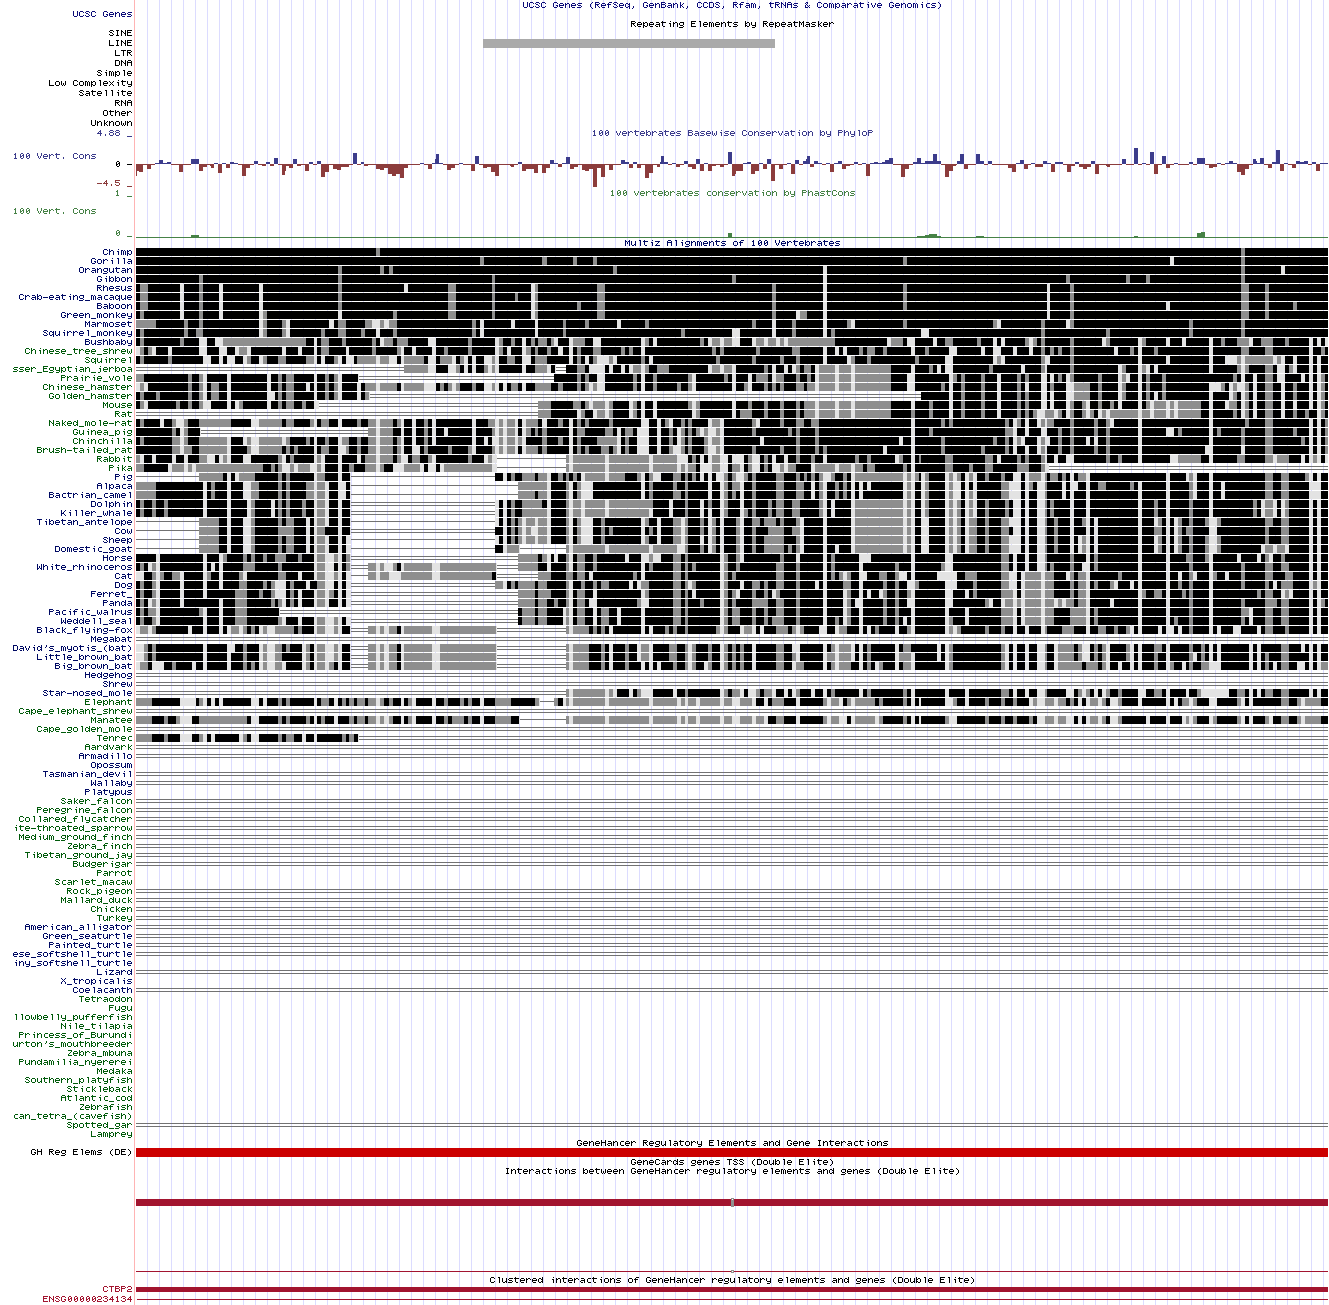 UCSC Genes (RefSeq, GenBank, CCDS, Rfam, tRNAs & Comparative Genomics)
UCSC Genes
Repeating Elements by RepeatMasker
SINE
LINE
LTR
DNA
Simple
Low Complexity
Satellite
RNA
Other
Unknown
4.88 _
100 vertebrates Basewise Conservation by PhyloP
100 Vert. Cons
0 _
-4.5 _
100 vertebrates conservation by PhastCons
1 _
100 Vert. Cons
0 _
Multiz Alignments of 100 Vertebrates
Chimp
Gorilla
Orangutan
Gibbon
Rhesus
Crab-eating_macaque
Baboon
Green_monkey
Marmoset
Squirrel_monkey
Bushbaby
Chinese_tree_shrew
Squirrel
sser_Egyptian_jerboa
Prairie_vole
Chinese_hamster
Golden_hamster
Mouse
Rat
Naked_mole-rat
Guinea_pig
Chinchilla
Brush-tailed_rat
Rabbit
Pika
Pig
Alpaca
Bactrian_camel
Dolphin
Killer_whale
Tibetan_antelope
Cow
Sheep
Domestic_goat
Horse
White_rhinoceros
Cat
Dog
Ferret_
Panda
Pacific_walrus
Weddell_seal
Black_flying-fox
Megabat
David's_myotis_(bat)
Little_brown_bat
Big_brown_bat
Hedgehog
Shrew
Star-nosed_mole
Elephant
Cape_elephant_shrew
Manatee
Cape_golden_mole
Tenrec
Aardvark
Armadillo
Opossum
Tasmanian_devil
Wallaby
Platypus
Saker_falcon
Peregrine_falcon
Collared_flycatcher
ite-throated_sparrow
Medium_ground_finch
Zebra_finch
Tibetan_ground_jay
Budgerigar
Parrot
Scarlet_macaw
Rock_pigeon
Mallard_duck
Chicken
Turkey
American_alligator
Green_seaturtle
Painted_turtle
ese_softshell_turtle
iny_softshell_turtle
Lizard
X_tropicalis
Coelacanth
Tetraodon
Fugu
llowbelly_pufferfish
Nile_tilapia
Princess_of_Burundi
urton's_mouthbreeder
Zebra_mbuna
Pundamilia_nyererei
Medaka
Southern_platyfish
Stickleback
Atlantic_cod
Zebrafish
can_tetra_(cavefish)
Spotted_gar
Lamprey
GeneHancer Regulatory Elements and Gene Interactions
GH Reg Elems (DE)
GeneCards genes TSS (Double Elite)
Interactions between GeneHancer regulatory elements and genes (Double Elite)
Clustered interactions of GeneHancer regulatory elements and genes (Double Elite)
CTBP2
ENSG00000234134